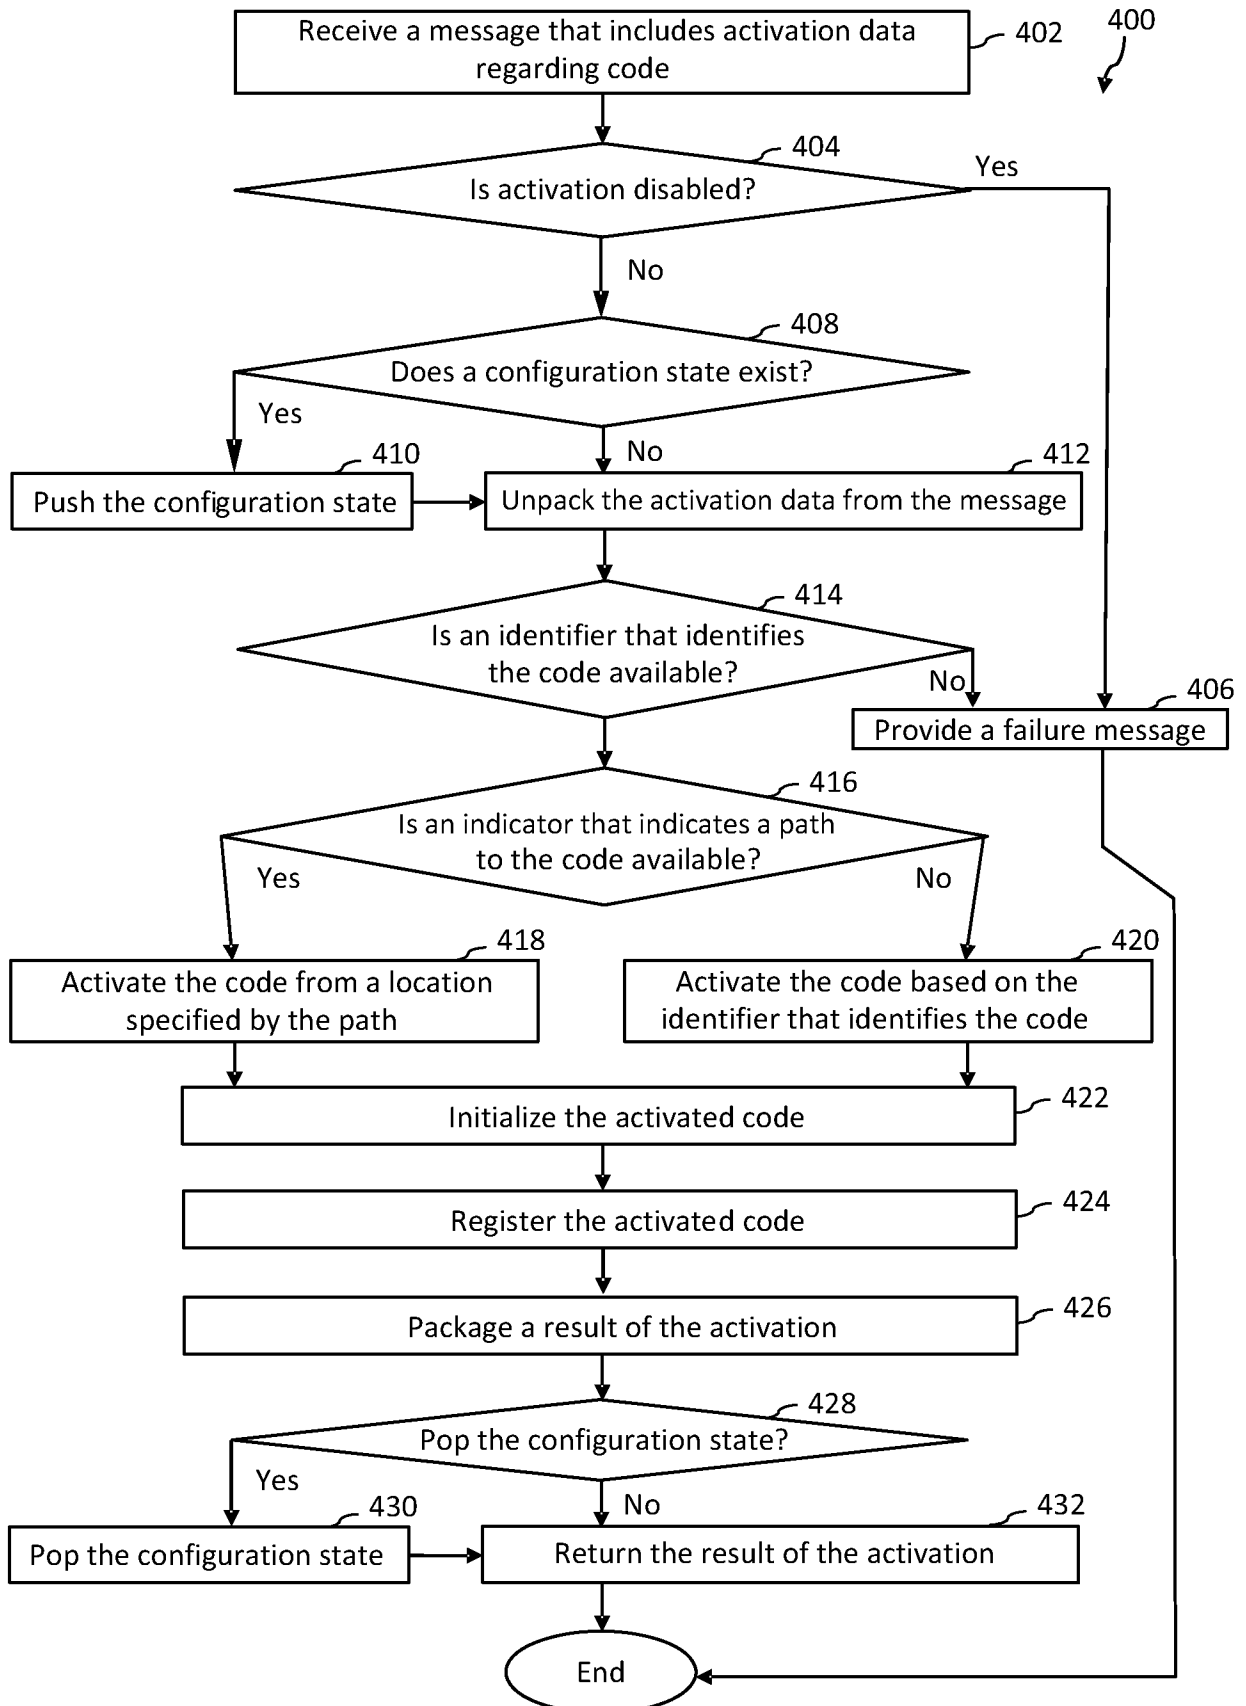 Receive a message that includes activation data
regarding code
402
400
404
Is activation disabled?
Yes
No
408
Does a configuration state exist?
Yes
No
410
Push the configuration state
412
Unpack the activation data from the message
414
Is an identifier that identifies
the code available?
No
406
Provide a failure message
416
Is an indicator that indicates a path
to the code available?
Yes
No
418
Activate the code from a location
specified by the path
420
Activate the code based on the
identifier that identifies the code
422
Initialize the activated code
424
Register the activated code
426
Package a result of the activation
428
Pop the configuration state?
Yes
No
430
Pop the configuration state
432
Return the result of the activation
End